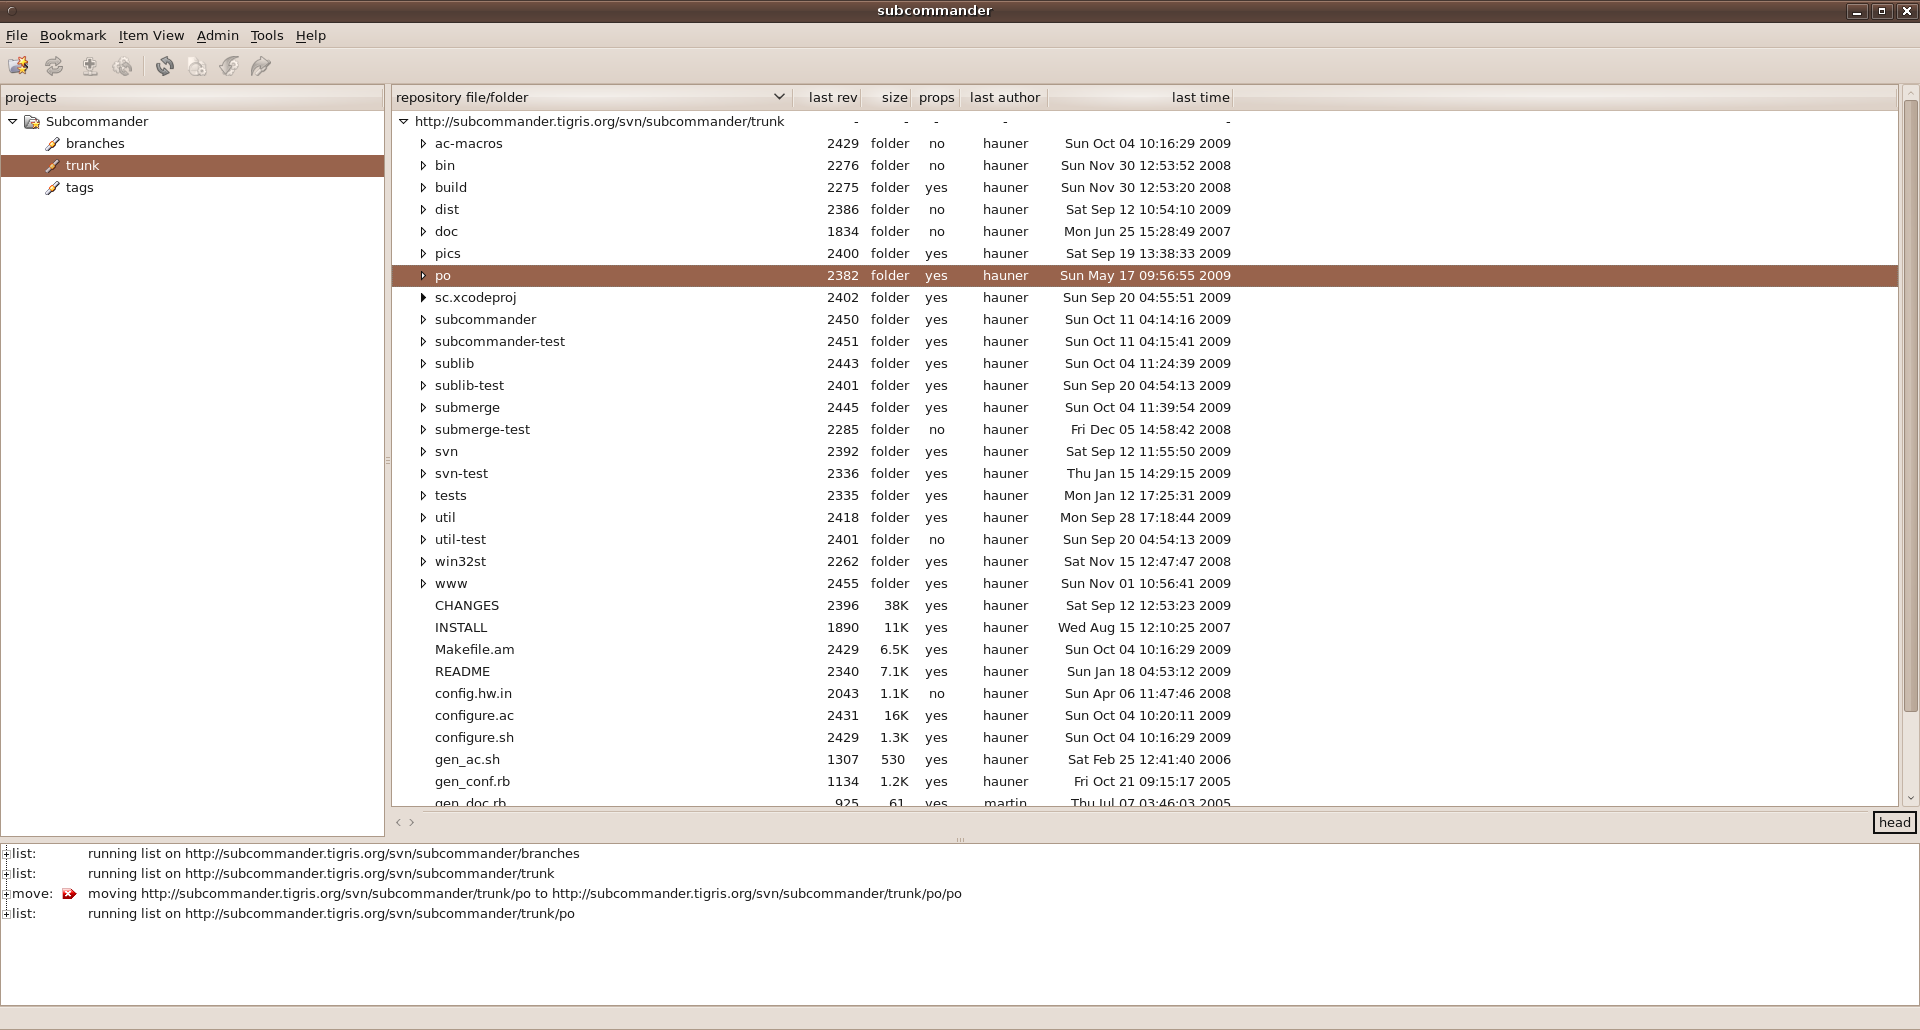 subcommander
File Bookmark Item View Admin Tools Help
projects
Subcommander
branches
trunk
tags
repository file/folder last rev size props last author last time
http://subcommander.tigris.org/svn/subcommander/trunk - - - - -
ac-macros 2429 folder no hauner Sun Oct 04 10:16:29 2009
bin 2276 folder no hauner Sun Nov 30 12:53:52 2008
build 2275 folder yes hauner Sun Nov 30 12:53:20 2008
dist 2386 folder no hauner Sat Sep 12 10:54:10 2009
doc 1834 folder no hauner Mon Jun 25 15:28:49 2007
pics 2400 folder yes hauner Sat Sep 19 13:38:33 2009
po 2382 folder yes hauner Sun May 17 09:56:55 2009
sc.xcodeproj 2402 folder yes hauner Sun Sep 20 04:55:51 2009
subcommander 2450 folder yes hauner Sun Oct 11 04:14:16 2009
subcommander-test 2451 folder yes hauner Sun Oct 11 04:15:41 2009
sublib 2443 folder yes hauner Sun Oct 04 11:24:39 2009
sublib-test 2401 folder yes hauner Sun Sep 20 04:54:13 2009
submerge 2445 folder yes hauner Sun Oct 04 11:39:54 2009
submerge-test 2285 folder no hauner Fri Dec 05 14:58:42 2008
svn 2392 folder yes hauner Sat Sep 12 11:55:50 2009
svn-test 2336 folder yes hauner Thu Jan 15 14:29:15 2009
tests 2335 folder yes hauner Mon Jan 12 17:25:31 2009
util 2418 folder yes hauner Mon Sep 28 17:18:44 2009
util-test 2401 folder no hauner Sun Sep 20 04:54:13 2009
win32st 2262 folder yes hauner Sat Nov 15 12:47:47 2008
www 2455 folder yes hauner Sun Nov 01 10:56:41 2009
CHANGES 2396 38K yes hauner Sat Sep 12 12:53:23 2009
INSTALL 1890 11K yes hauner Wed Aug 15 12:10:25 2007
Makefile.am 2429 6.5K yes hauner Sun Oct 04 10:16:29 2009
README 2340 7.1K yes hauner Sun Jan 18 04:53:12 2009
config.hw.in 2043 1.1K no hauner Sun Apr 06 11:47:46 2008
configure.ac 2431 16K yes hauner Sun Oct 04 10:20:11 2009
configure.sh 2429 1.3K yes hauner Sun Oct 04 10:16:29 2009
gen_ac.sh 1307 530 yes hauner Sat Feb 25 12:41:40 2006
gen_conf.rb 1134 1.2K yes hauner Fri Oct 21 09:15:17 2005
gen_doc.rb 925 61 yes martin Thu Jul 07 03:46:03 2005
head
list: running list on http://subcommander.tigris.org/svn/subcommander/branches
list: running list on http://subcommander.tigris.org/svn/subcommander/trunk
move: moving http://subcommander.tigris.org/svn/subcommander/trunk/po to http://subcommander.tigris.org/svn/subcommander/trunk/po/po
list: running list on http://subcommander.tigris.org/svn/subcommander/trunk/po